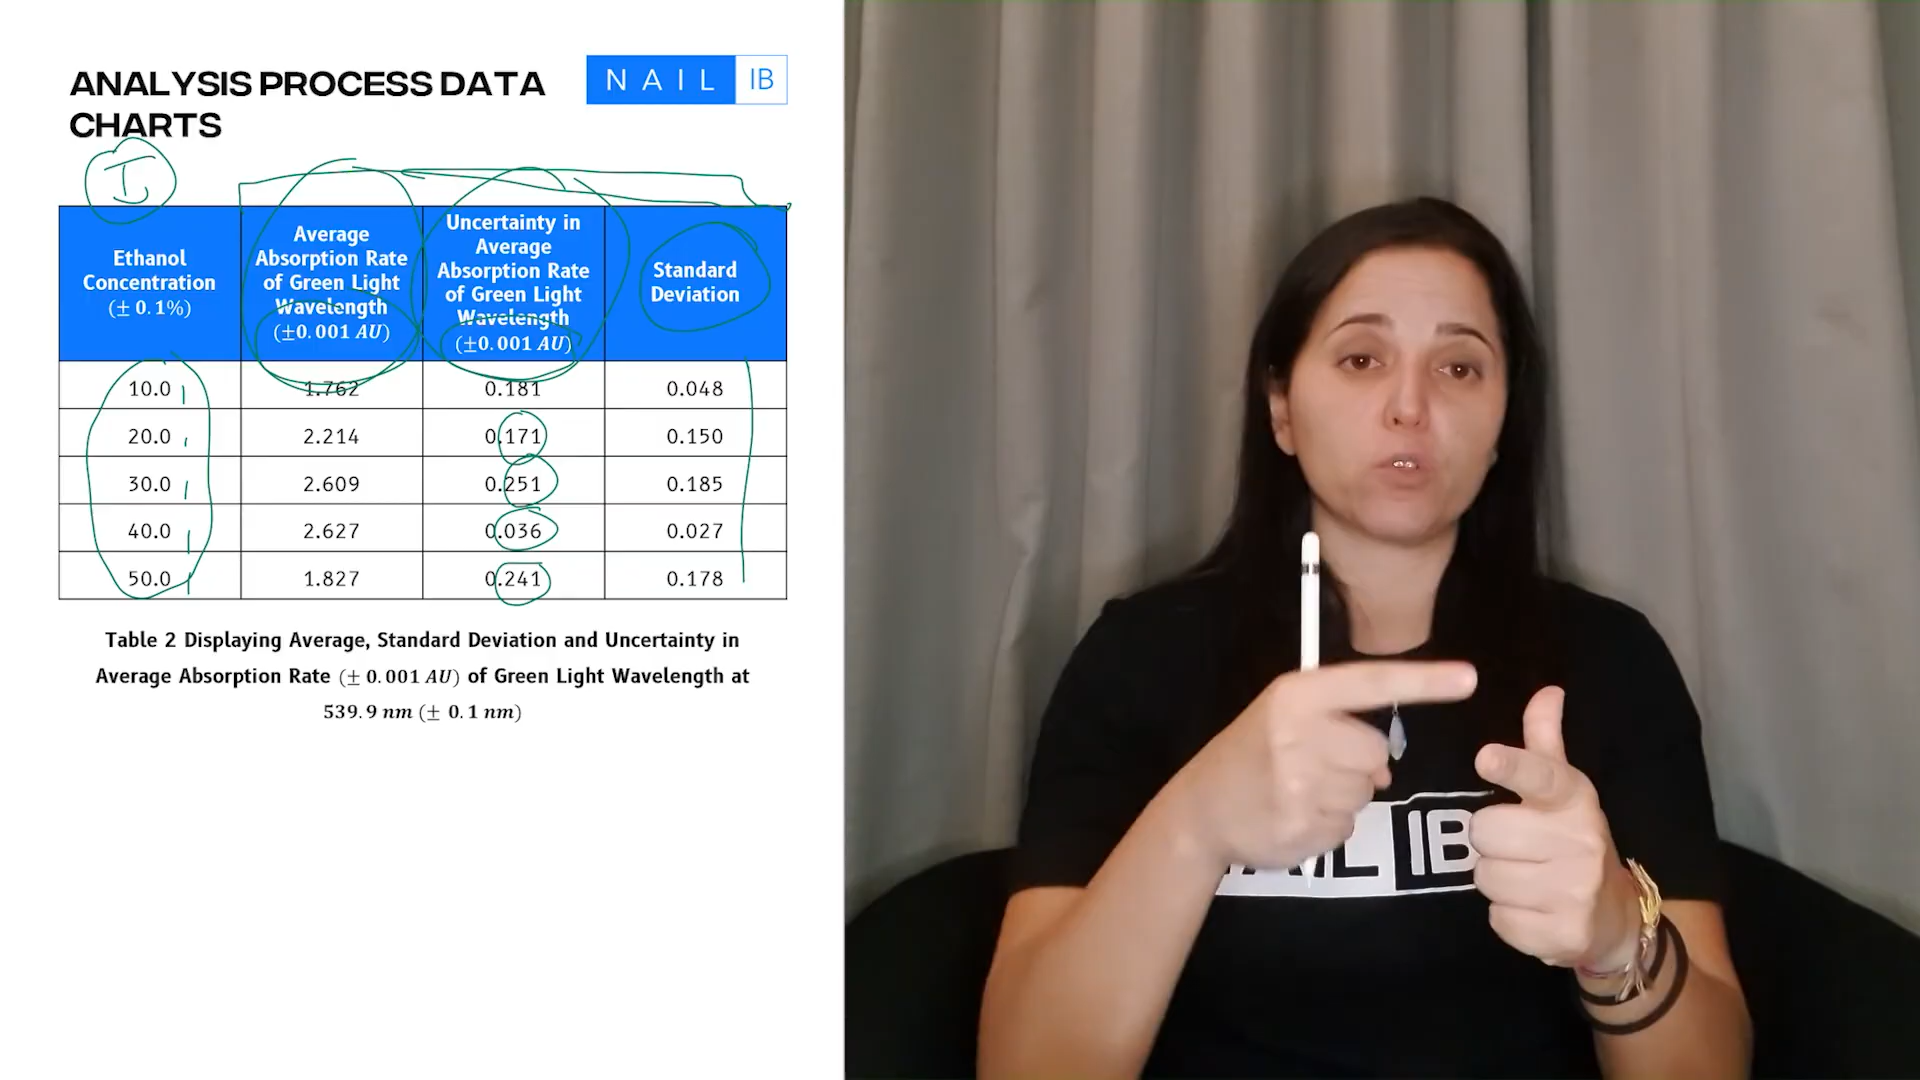 ANALYSIS PROCESS DATA
CHARTS
NAIL IB
I
Ethanol
Concentration
(± 0.1%)
Average
Absorption Rate
of Green Light
Wavelength
(±0.001 AU)
Uncertainty in
Average
Absorption Rate
of Green Light
Wavelength
(±0.001 AU)
Standard
Deviation
10.0 1.762 0.181 0.048
20.0 2.214 0.171 0.150
30.0 2.609 0.251 0.185
40.0 2.627 0.036 0.027
50.0 1.827 0.241 0.178
Table 2 Displaying Average, Standard Deviation and Uncertainty in
Average Absorption Rate (± 0.001 AU) of Green Light Wavelength at
539.9 nm (± 0.1 nm)
IB